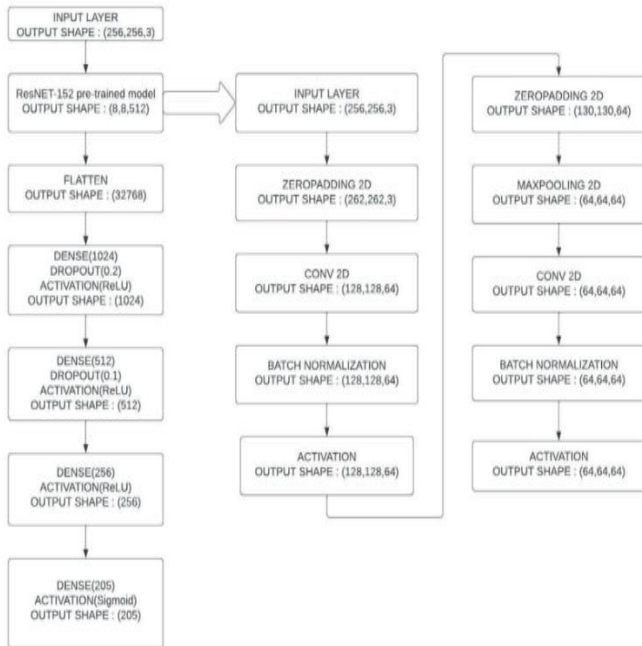 INPUT LAYER
OUTPUT SHAPE : (256,256,3)
ResNET-152 pre-trained model
OUTPUT SHAPE : (8,8,512)
FLATTEN
OUTPUT SHAPE : (32768)
DENSE(1024)
DROPOUT(0.2)
ACTIVATION(ReLU)
OUTPUT SHAPE : (1024)
DENSE(512)
DROPOUT(0.1)
ACTIVATION(ReLU)
OUTPUT SHAPE : (512)
DENSE(256)
ACTIVATION(ReLU)
OUTPUT SHAPE : (256)
DENSE(205)
ACTIVATION(Sigmoid)
OUTPUT SHAPE : (205)
INPUT LAYER
OUTPUT SHAPE : (256,256,3)
ZEROPADDING 2D
OUTPUT SHAPE : (262,262,3)
CONV 2D
OUTPUT SHAPE : (128,128,64)
BATCH NORMALIZATION
OUTPUT SHAPE : (128,128,64)
ACTIVATION
OUTPUT SHAPE : (128,128,64)
ZEROPADDING 2D
OUTPUT SHAPE : (130,130,64)
MAXPOOLING 2D
OUTPUT SHAPE : (64,64,64)
CONV 2D
OUTPUT SHAPE : (64,64,64)
BATCH NORMALIZATION
OUTPUT SHAPE : (64,64,64)
ACTIVATION
OUTPUT SHAPE : (64,64,64)